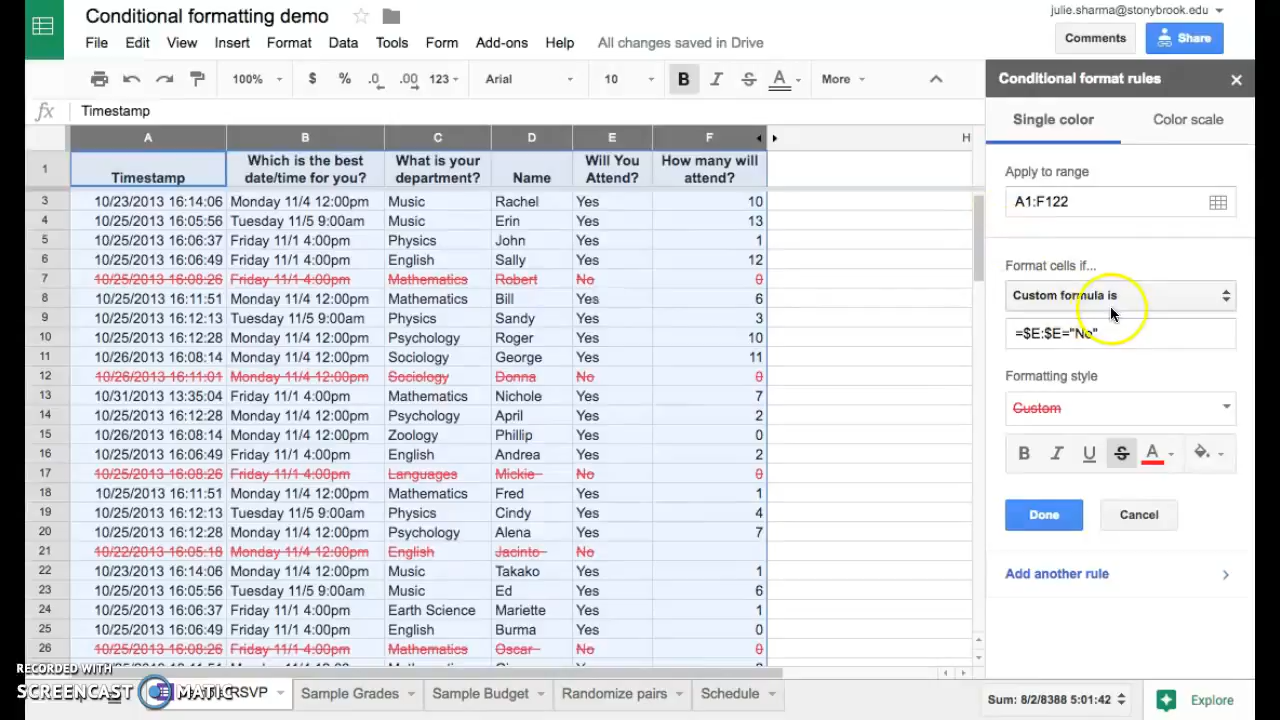 Conditional formatting demo
julie.sharma@stonybrook.edu
File Edit View Insert Format Data Tools Form Add-ons Help All changes saved in Drive
Comments Share
100% $ % .0 .00 123 Arial 10 B I S A More
Conditional format rules
fx Timestamp
A B C D E F H
1 Timestamp Which is the best date/time for you? What is your department? Name Will You Attend? How many will attend?
3 10/23/2013 16:14:06 Monday 11/4 12:00pm Music Rachel Yes 10
4 10/25/2013 16:05:56 Tuesday 11/5 9:00am Music Erin Yes 13
5 10/25/2013 16:06:37 Friday 11/1 4:00pm Physics John Yes 1
6 10/25/2013 16:06:49 Friday 11/1 4:00pm English Sally Yes 12
7 10/25/2013 16:08:26 Friday 11/1 4:00pm Mathematics Robert No 0
8 10/25/2013 16:11:51 Monday 11/4 12:00pm Mathematics Bill Yes 6
9 10/25/2013 16:12:13 Tuesday 11/5 9:00am Physics Sandy Yes 3
10 10/25/2013 16:12:28 Monday 11/4 12:00pm Psychology Roger Yes 10
11 10/26/2013 16:08:14 Monday 11/4 12:00pm Sociology George Yes 11
12 10/26/2013 16:11:01 Monday 11/4 12:00pm Sociology Donna No 0
13 10/31/2013 13:35:04 Monday 11/4 12:00pm Mathematics Nichole Yes 7
14 10/25/2013 16:12:28 Monday 11/4 12:00pm Psychology April Yes 2
15 10/26/2013 16:08:14 Monday 11/4 12:00pm Zoology Phillip Yes 0
16 10/25/2013 16:06:49 Friday 11/1 4:00pm English Andrea Yes 2
17 10/25/2013 16:08:26 Friday 11/1 4:00pm Languages Mickie No 0
18 10/25/2013 16:11:51 Monday 11/4 12:00pm Mathematics Fred Yes 1
19 10/25/2013 16:12:13 Tuesday 11/5 9:00am Physics Cindy Yes 4
20 10/25/2013 16:12:28 Monday 11/4 12:00pm Psychology Alena Yes 7
21 10/22/2013 16:05:18 Monday 11/4 12:00pm English Jacinto No
22 10/23/2013 16:14:06 Monday 11/4 12:00pm Music Takako Yes 1
23 10/25/2013 16:05:56 Tuesday 11/5 9:00am Music Ed Yes 6
24 10/25/2013 16:06:37 Friday 11/1 4:00pm Earth Science Mariette Yes 1
25 10/25/2013 16:06:49 Friday 11/1 4:00pm English Burma Yes 0
26 10/25/2013 16:08:26 Friday 11/1 4:00pm Mathematics Oscar No 0
Single color Color scale
Apply to range
A1:F122
Format cells if...
Custom formula is
=$E:$E="No"
Formatting style
Custom
B I U S A
Done Cancel
Add another rule
RECORDED WITH
SCREENCAST MATIC
RSVP Sample Grades Sample Budget Randomize pairs Schedule Sum: 8/2/8388 5:01:42 Explore